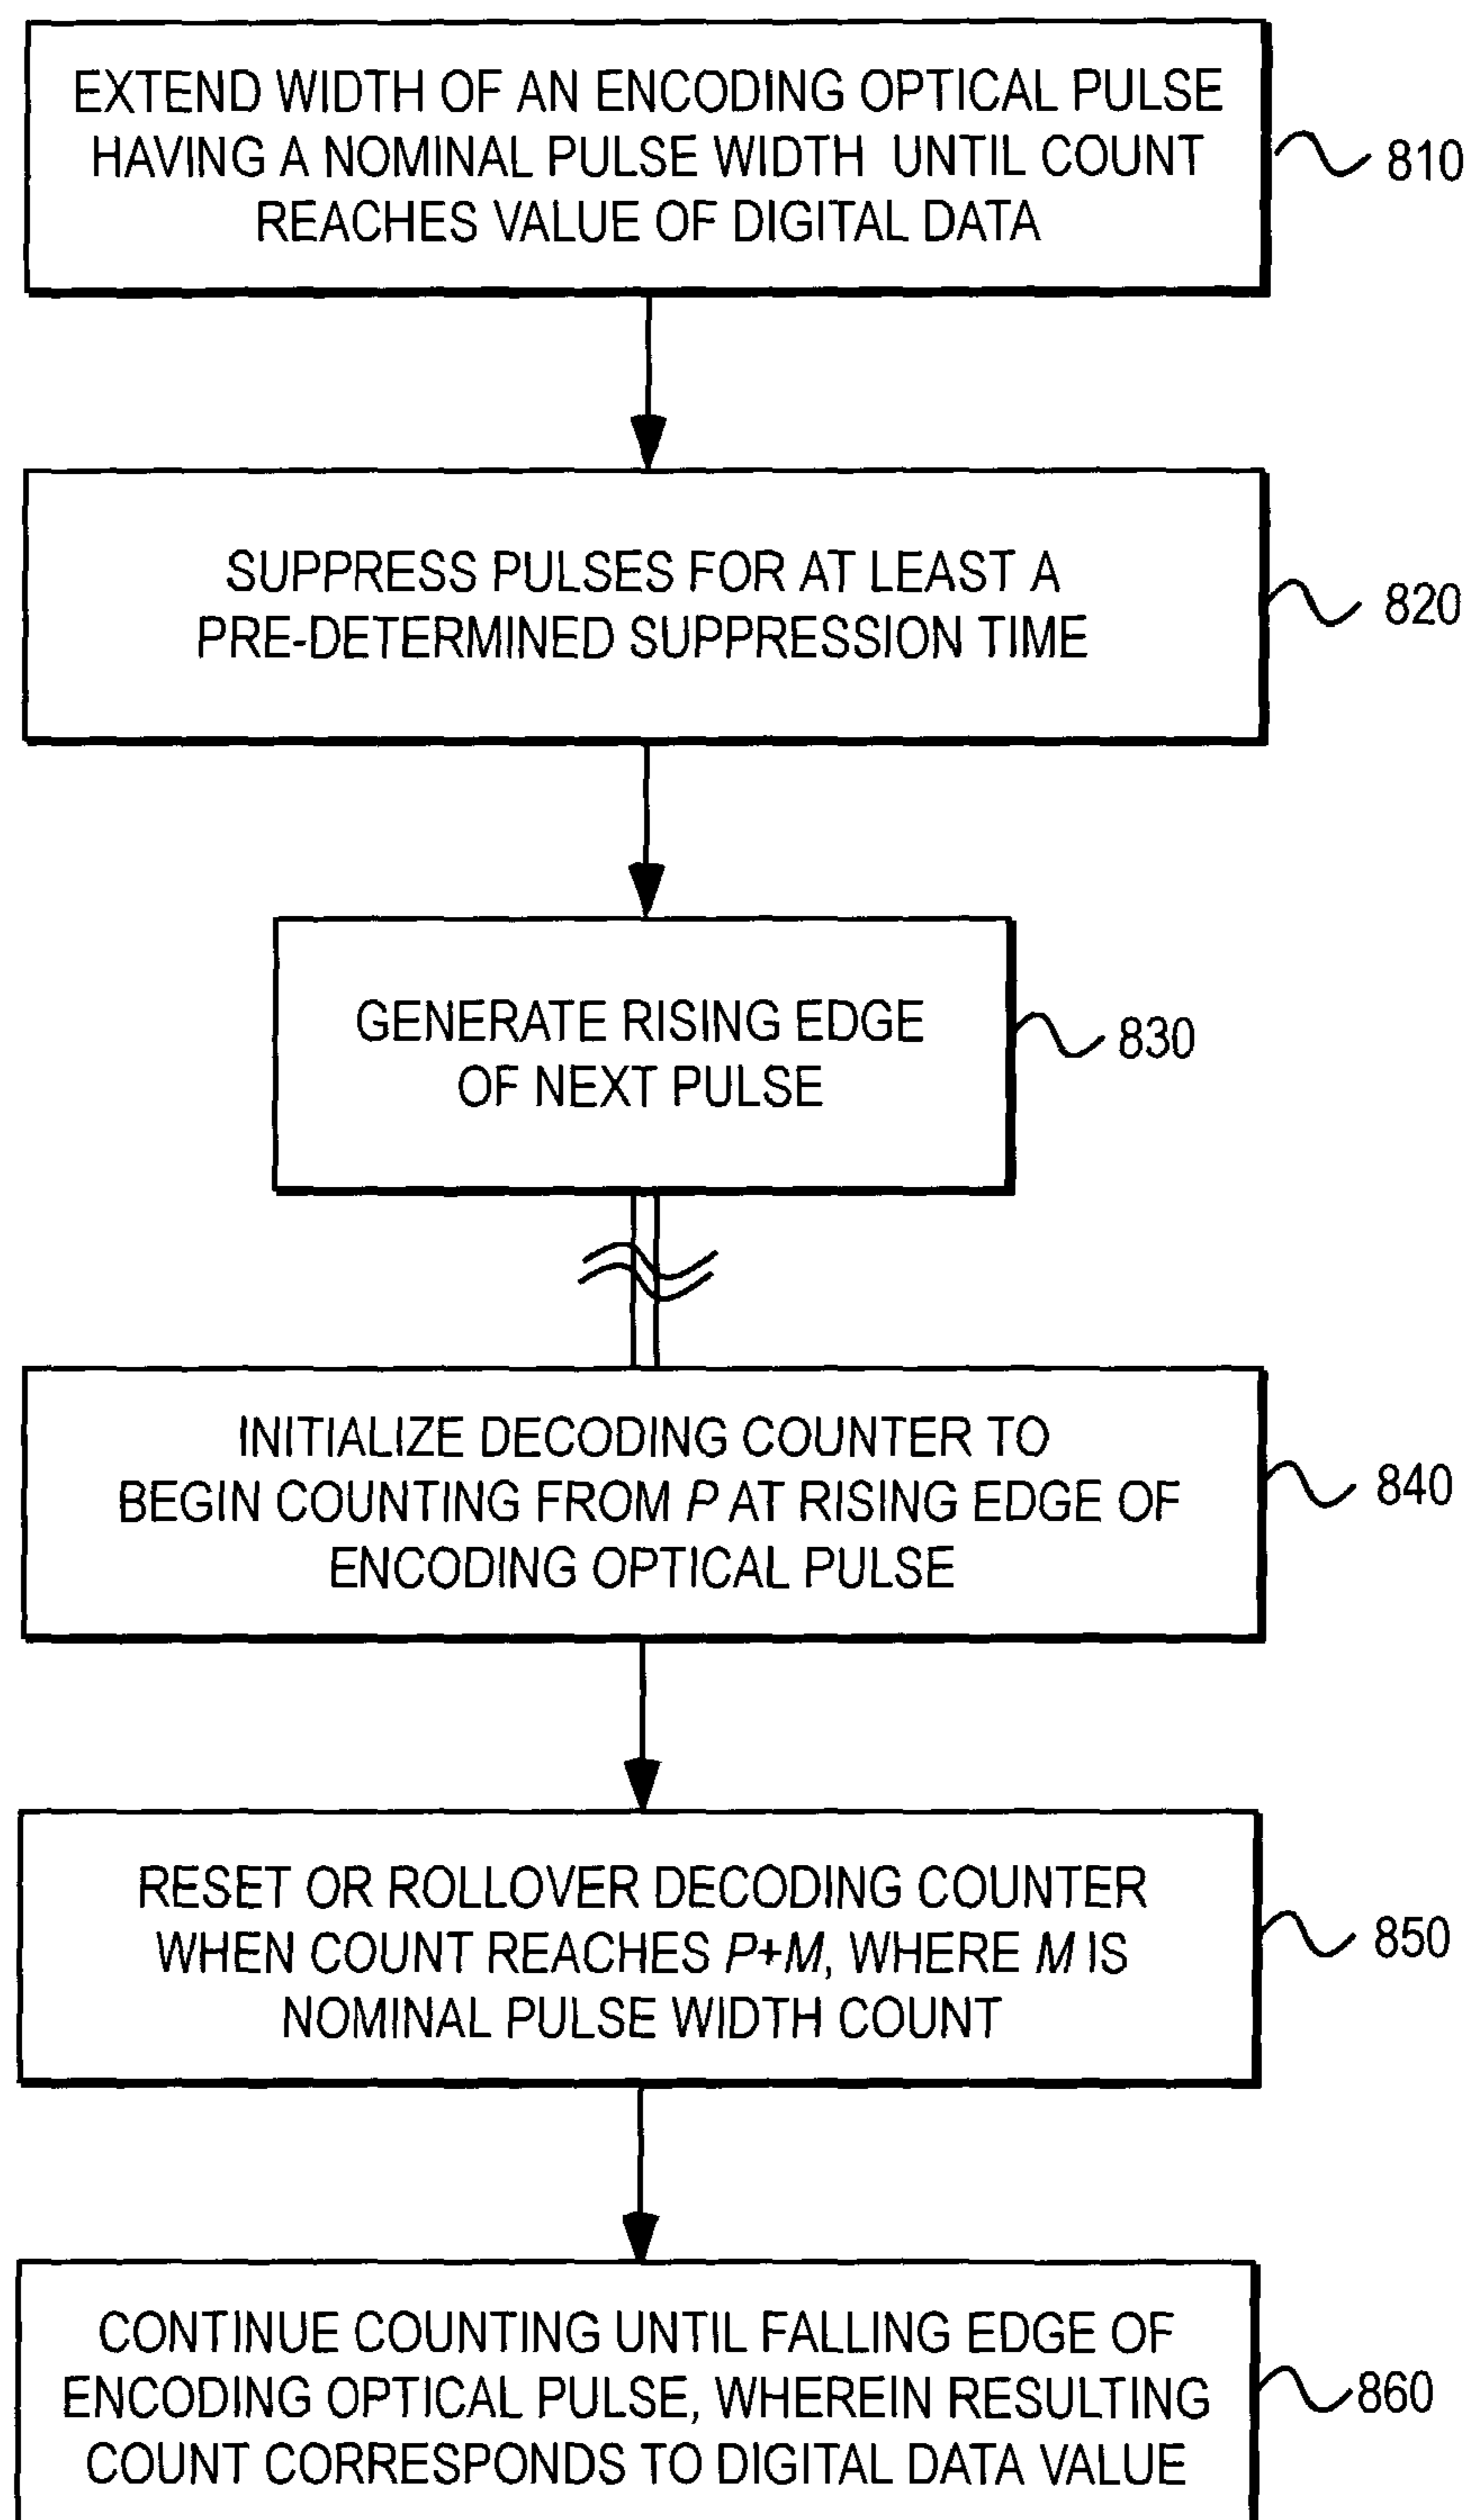 EXTEND WIDTH OF AN ENCODING OPTICAL PULSE
HAVING A NOMINAL PULSE WIDTH UNTIL COUNT
REACHES VALUE OF DIGITAL DATA
810
SUPPRESS PULSES FOR AT LEAST A
PRE-DETERMINED SUPPRESSION TIME
820
GENERATE RISING EDGE
OF NEXT PULSE
830
INITIALIZE DECODING COUNTER TO
BEGIN COUNTING FROM P AT RISING EDGE OF
ENCODING OPTICAL PULSE
840
RESET OR ROLLOVER DECODING COUNTER
WHEN COUNT REACHES P+M, WHERE M IS
NOMINAL PULSE WIDTH COUNT
850
CONTINUE COUNTING UNTIL FALLING EDGE OF
ENCODING OPTICAL PULSE, WHEREIN RESULTING
COUNT CORRESPONDS TO DIGITAL DATA VALUE
860